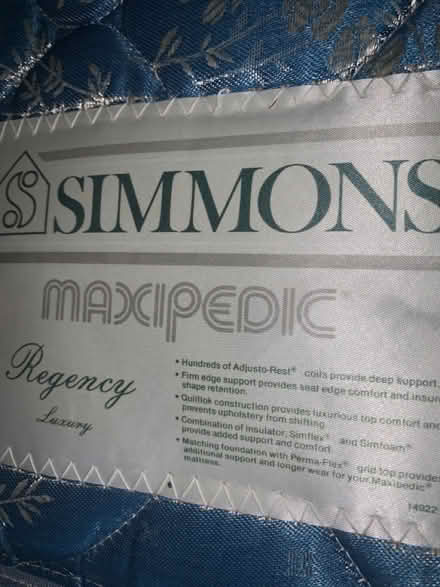 SIMMONS
MAXIPEDIC
Regency
Luxury
• Hundreds of Adjusto-Rest® coils provide deep support.
• Firm edge support provides seat edge comfort and insure
shape retention.
• Quiltlok construction provides luxurious top comfort and
prevents upholstery from shifting
• Combination of insulator, Simflex® and Simfoam®
provide added support and comfort.
• Matching foundation with Perma-Flex® grid top provides
additional support and longer wear for your Maxipedic®
mattress.
14922